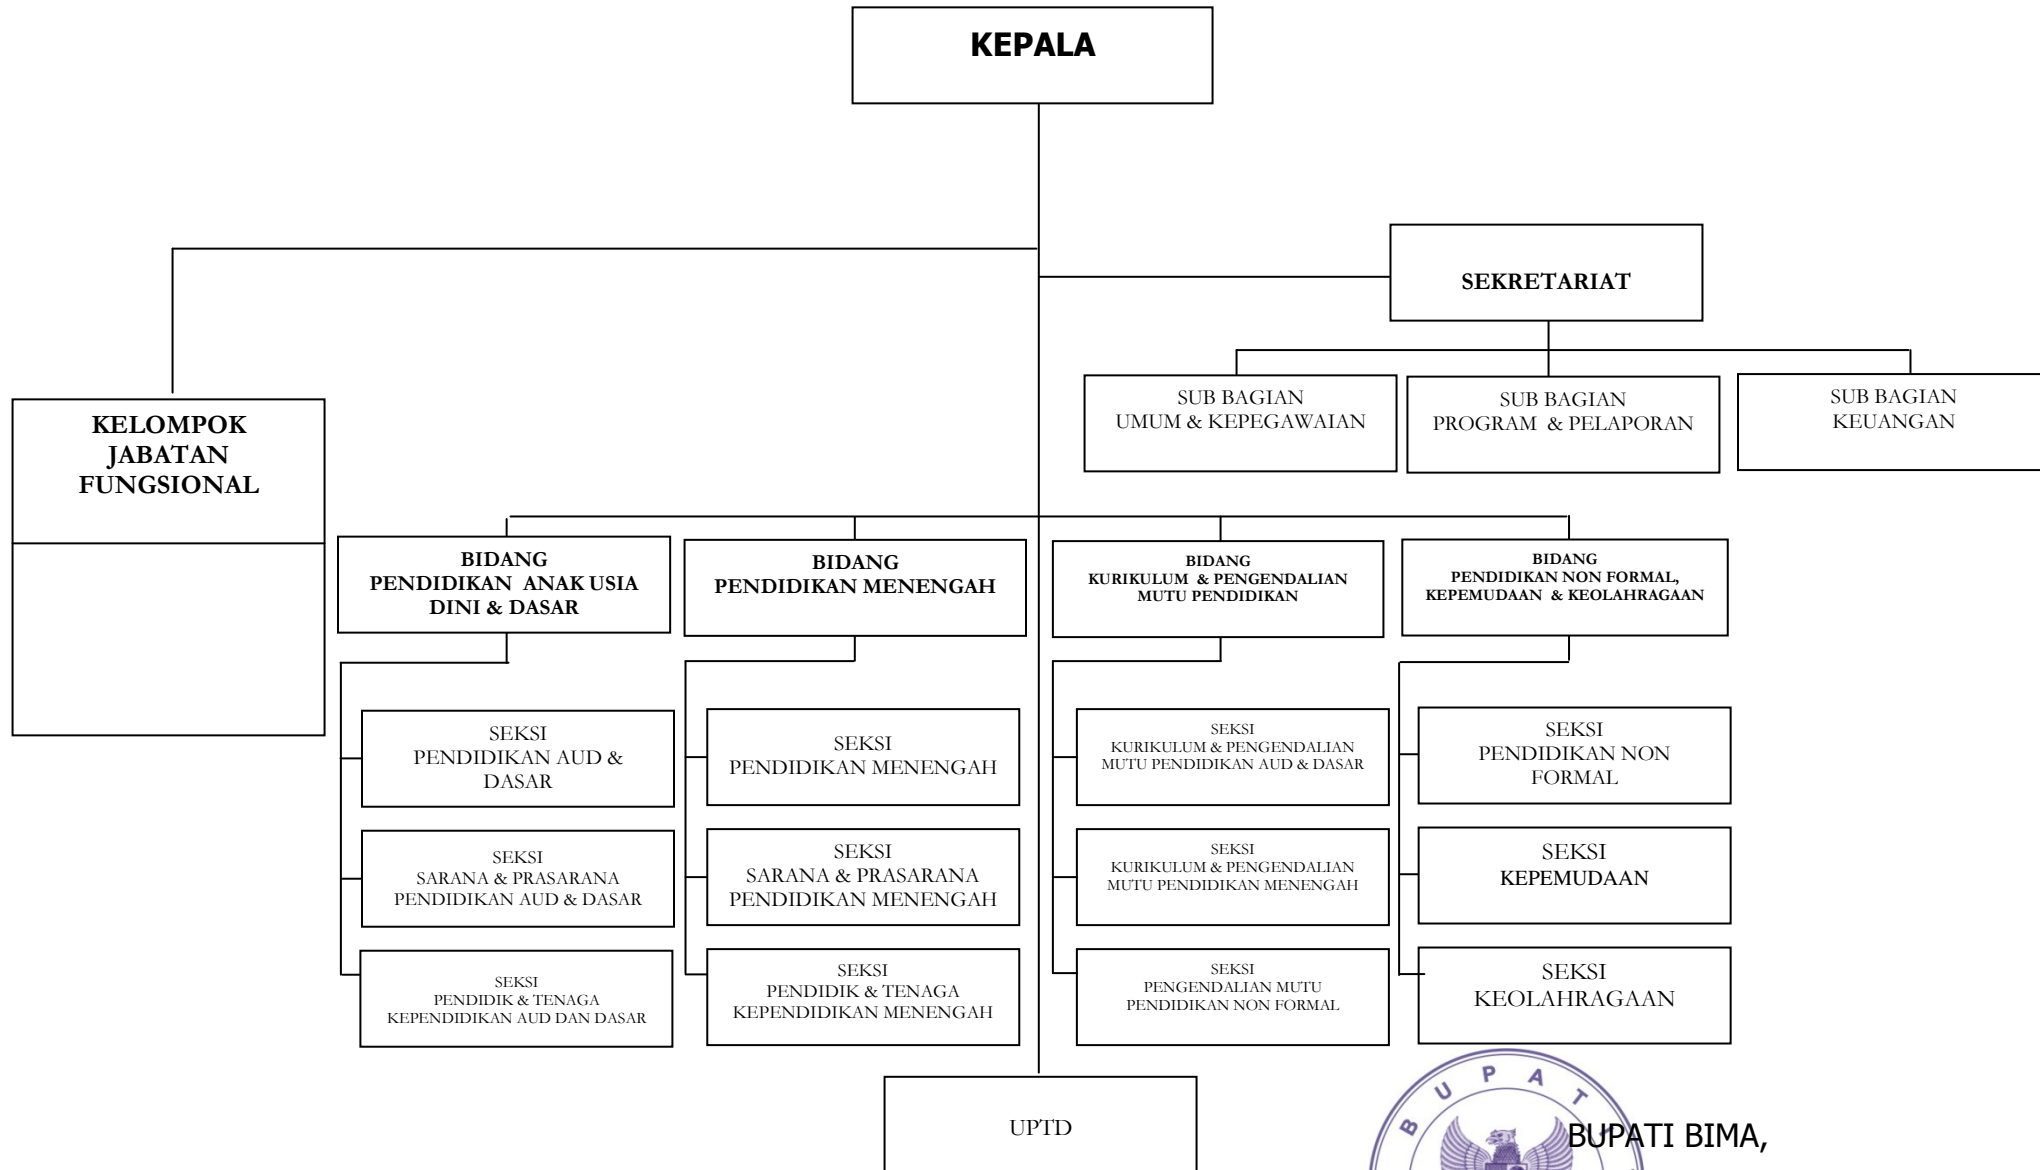 KEPALA
SEKRETARIAT
SUB BAGIAN
UMUM & KEPEGAWAIAN
SUB BAGIAN
PROGRAM & PELAPORAN
SUB BAGIAN
KEUANGAN
KELOMPOK
JABATAN
FUNGSIONAL
BIDANG
PENDIDIKAN ANAK USIA
DINI & DASAR
BIDANG
PENDIDIKAN MENENGAH
BIDANG
KURIKULUM & PENGENDALIAN
MUTU PENDIDIKAN
BIDANG
PENDIDIKAN NON FORMAL,
KEPEMUDAAN & KEOLAHRAGAAN
SEKSI
PENDIDIKAN AUD &
DASAR
SEKSI
PENDIDIKAN MENENGAH
SEKSI
KURIKULUM & PENGENDALIAN
MUTU PENDIDIKAN AUD & DASAR
SEKSI
PENDIDIKAN NON
FORMAL
SEKSI
SARANA & PRASARANA
PENDIDIKAN AUD & DASAR
SEKSI
SARANA & PRASARANA
PENDIDIKAN MENENGAH
SEKSI
KURIKULUM & PENGENDALIAN
MUTU PENDIDIKAN MENENGAH
SEKSI
KEPEMUDAAN
SEKSI
PENDIDIK & TENAGA
KEPENDIDIKAN AUD DAN DASAR
SEKSI
PENDIDIK & TENAGA
KEPENDIDIKAN MENENGAH
SEKSI
PENGENDALIAN MUTU
PENDIDIKAN NON FORMAL
SEKSI
KEOLAHRAGAAN
UPTD
BUPATI
BUPATI BIMA,